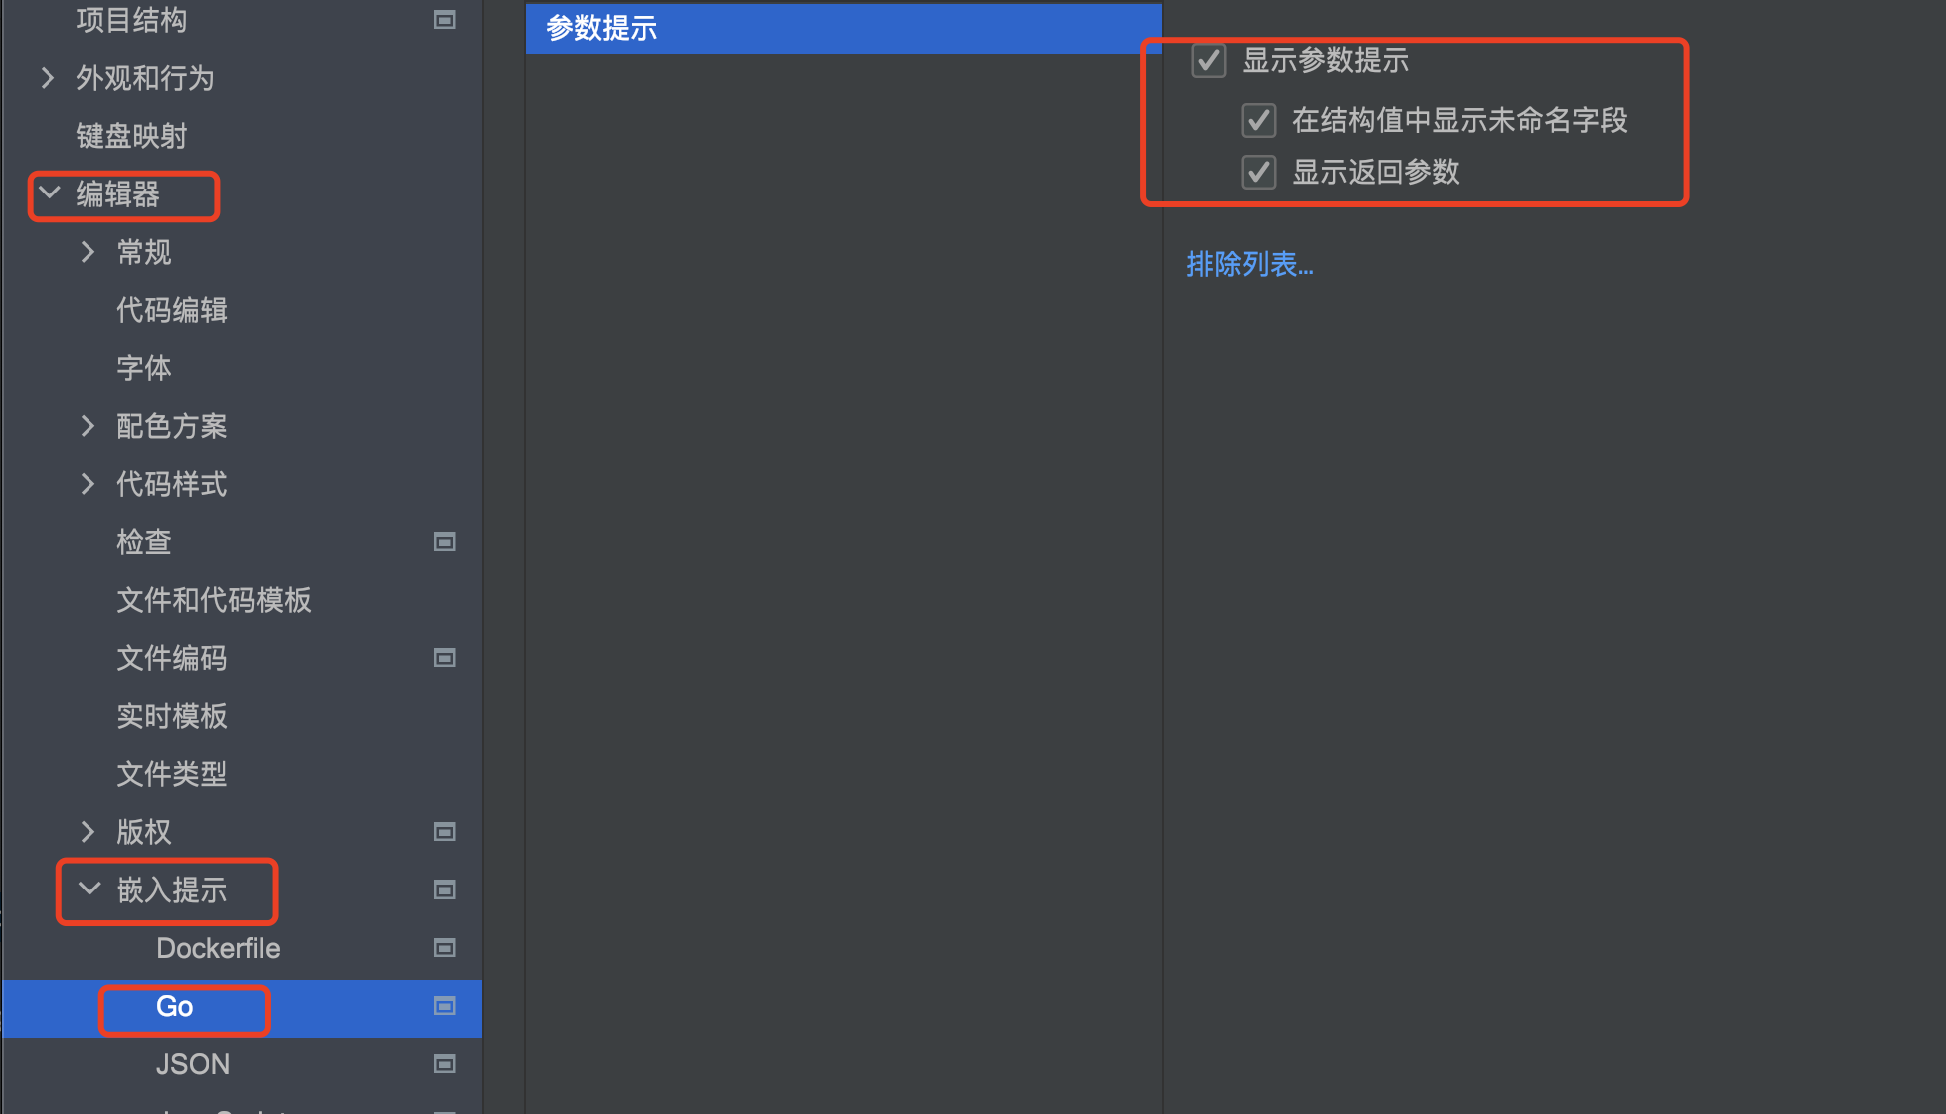 项目结构
外观和行为
键盘映射
编辑器
常规
代码编辑
字体
配色方案
代码样式
检查
文件和代码模板
文件编码
实时模板
文件类型
版权
嵌入提示
Dockerfile
Go
JSON
参数提示
显示参数提示
在结构值中显示未命名字段
显示返回参数
排除列表...